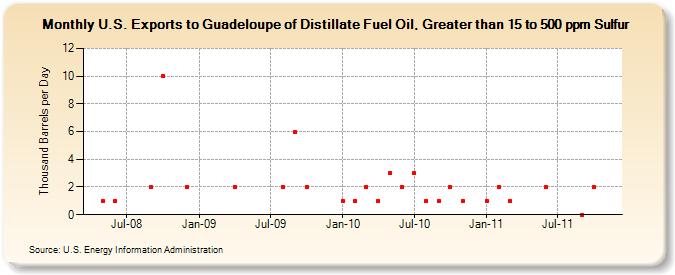 Monthly U.S. Exports to Guadeloupe of Distillate Fuel Oil, Greater than 15 to 500 ppm Sulfur
Thousand Barrels per Day
12
10
8
6
4
2
0
Jul-08 Jan-09 Jul-09 Jan-10 Jul-10 Jan-11 Jul-11
Source: U.S. Energy Information Administration